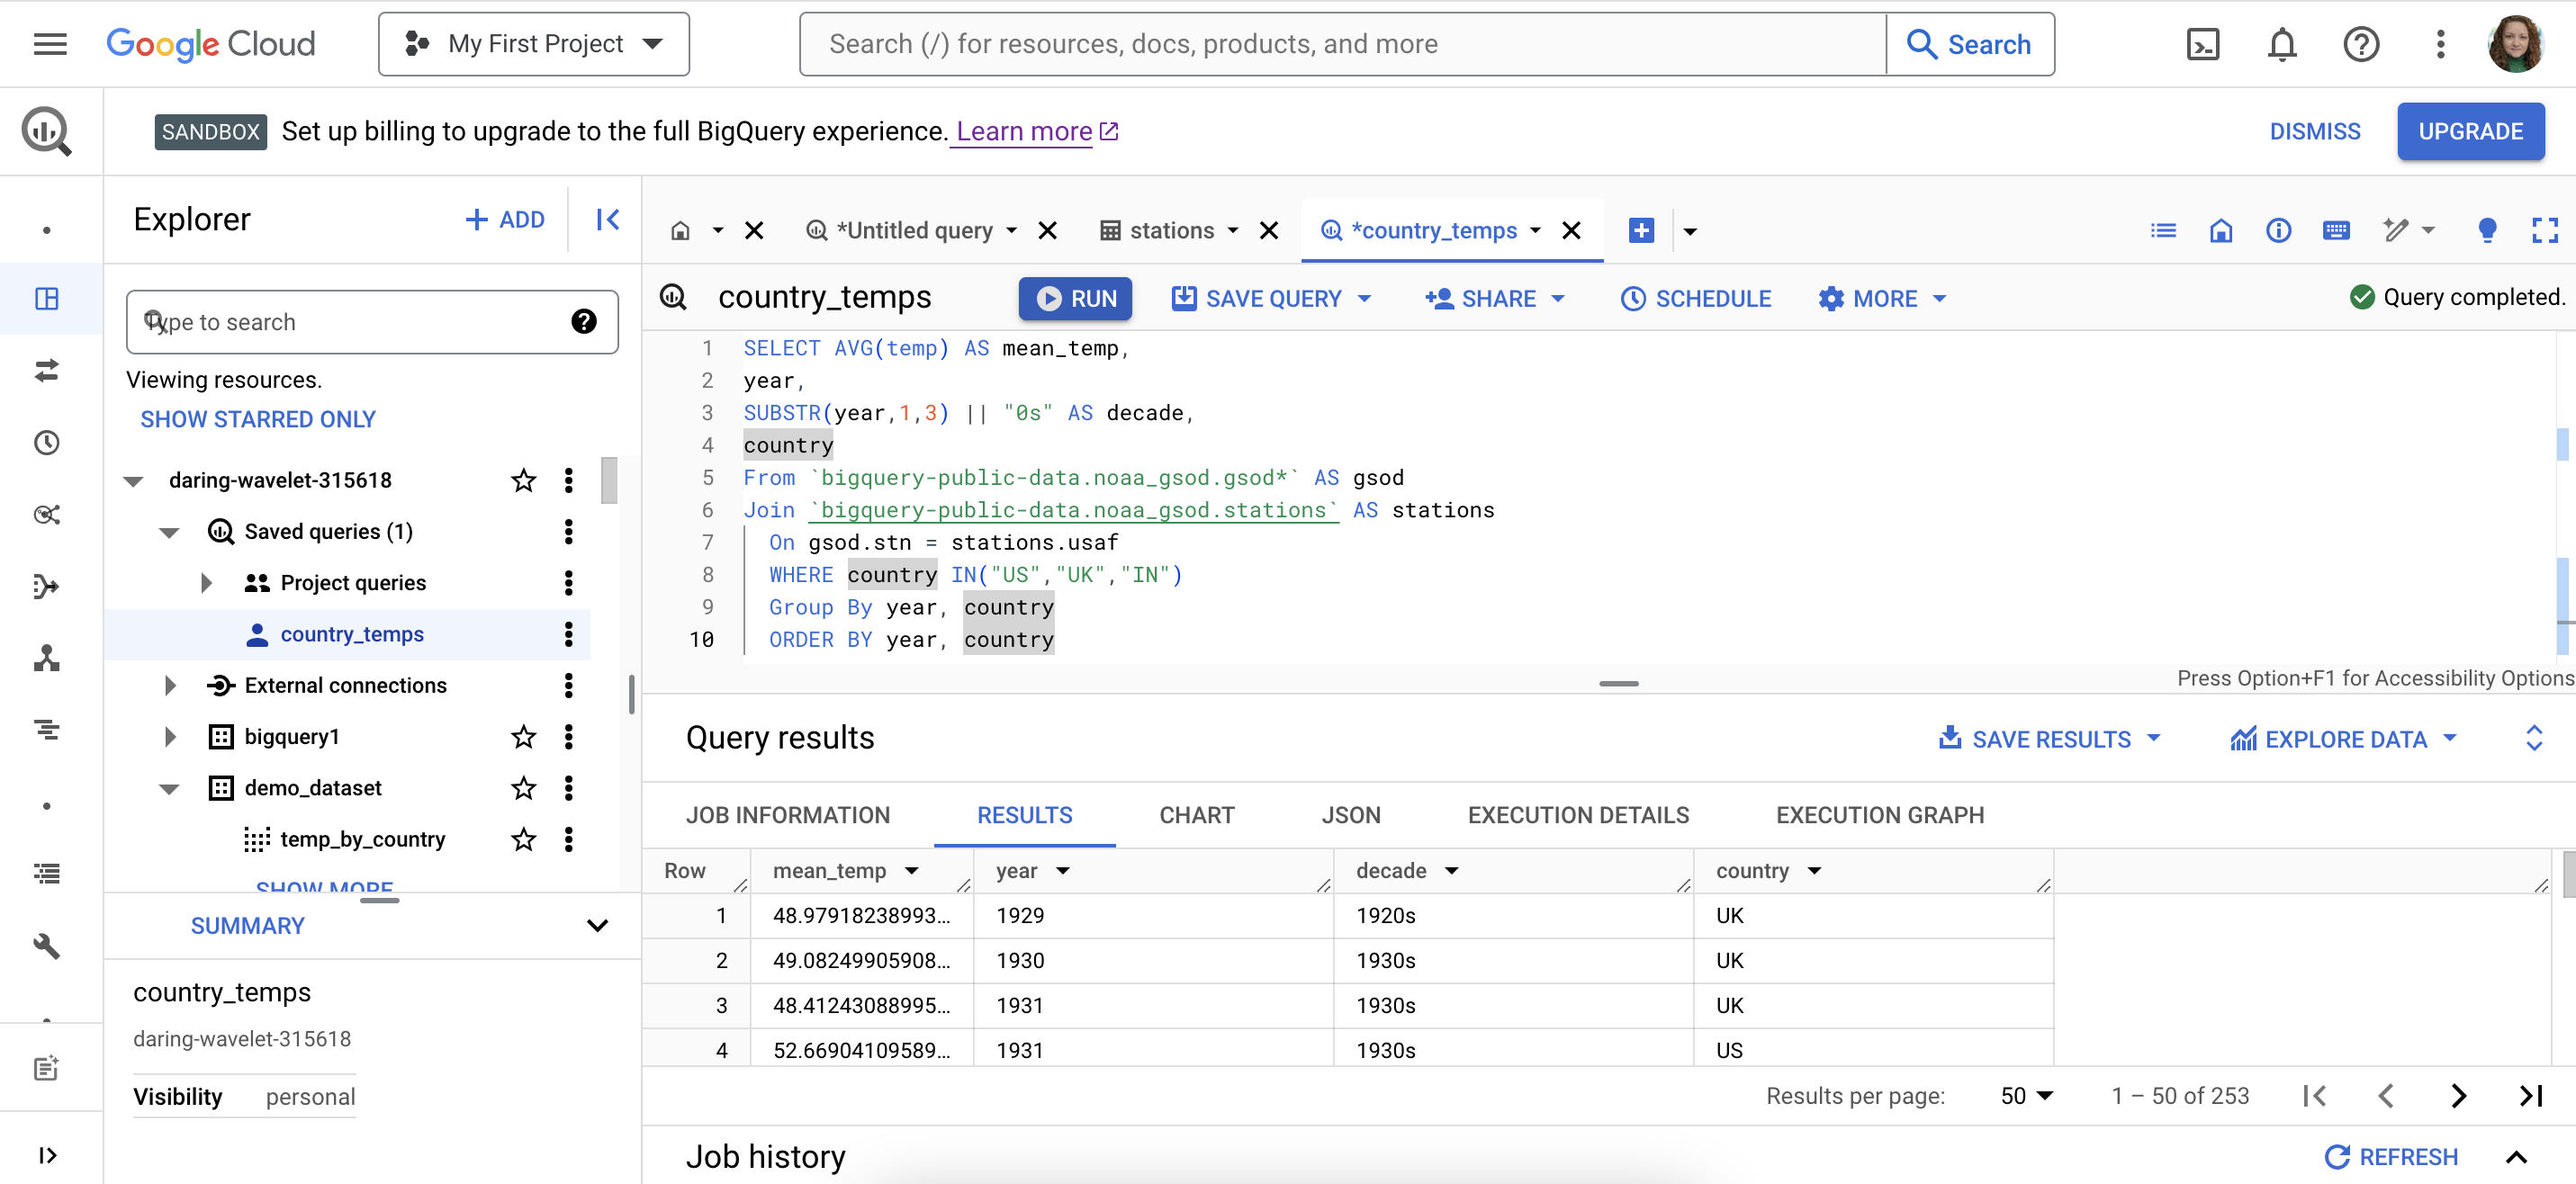 Google Cloud
My First Project
Search (/) for resources, docs, products, and more
Search
SANDBOX Set up billing to upgrade to the full BigQuery experience. Learn more
DISMISS
UPGRADE
Explorer
+ ADD
*Untitled query
stations
*country_temps
Type to search
Viewing resources.
SHOW STARRED ONLY
daring-wavelet-315618
Saved queries (1)
Project queries
country_temps
External connections
bigquery1
demo_dataset
temp_by_country
SHOW MORE
SUMMARY
country_temps
daring-wavelet-315618
Visibility personal
country_temps
RUN
SAVE QUERY
SHARE
SCHEDULE
MORE
Query completed.
1 SELECT AVG(temp) AS mean_temp,
2 year,
3 SUBSTR(year,1,3) || "0s" AS decade,
4 country
5 From `bigquery-public-data.noaa_gsod.gsod*` AS gsod
6 Join `bigquery-public-data.noaa_gsod.stations` AS stations
7 On gsod.stn = stations.usaf
8 WHERE country IN("US","UK","IN")
9 Group By year, country
10 ORDER BY year, country
Press Option+F1 for Accessibility Options
Query results
SAVE RESULTS
EXPLORE DATA
JOB INFORMATION RESULTS CHART JSON EXECUTION DETAILS EXECUTION GRAPH
Row mean_temp year decade country
1 48.97918238993... 1929 1920s UK
2 49.08249905908... 1930 1930s UK
3 48.41243088995... 1931 1930s UK
4 52.66904109589... 1931 1930s US
Results per page: 50 1 – 50 of 253
Job history
REFRESH